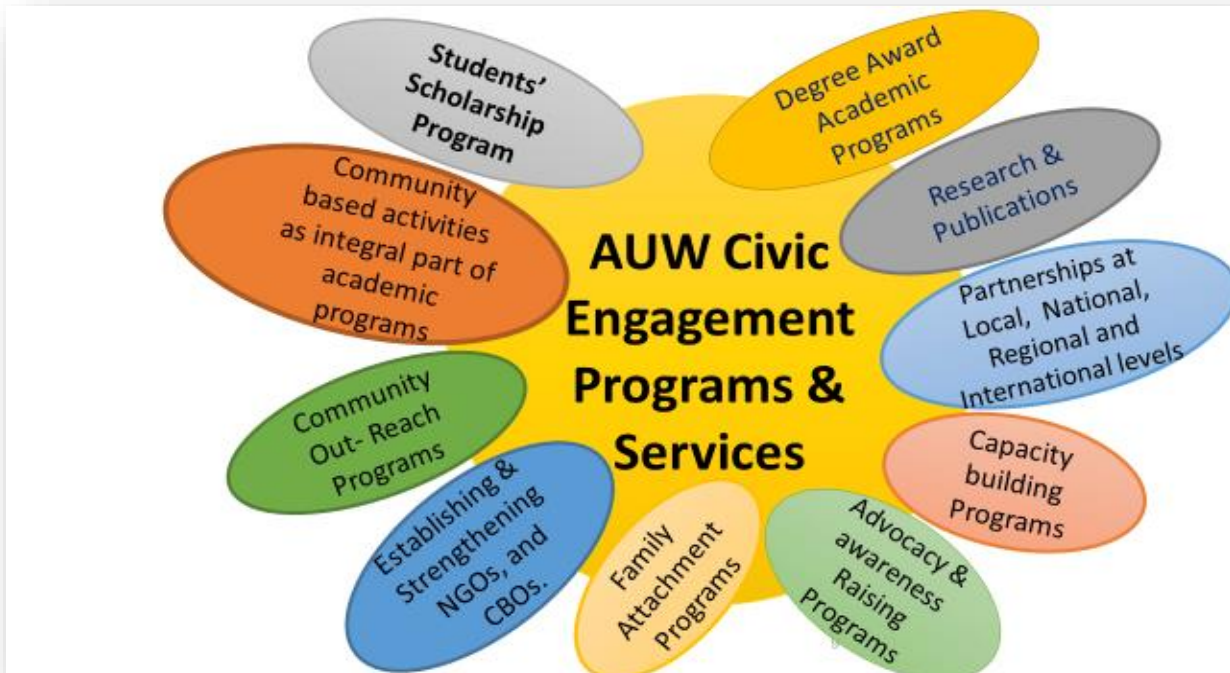 AUW Civic
Engagement
Programs &
Services
Students’
Scholarship
Program
Degree Award
Academic
Programs
Research &
Publications
Partnerships at
Local, National,
Regional and
International levels
Capacity
building
Programs
Advocacy &
awareness
Raising
Programs
Family
Attachment
Programs
Establishing &
Strengthening
NGOs, and
CBOs.
Community
Out- Reach
Programs
Community
based activities
as integral part of
academic
programs